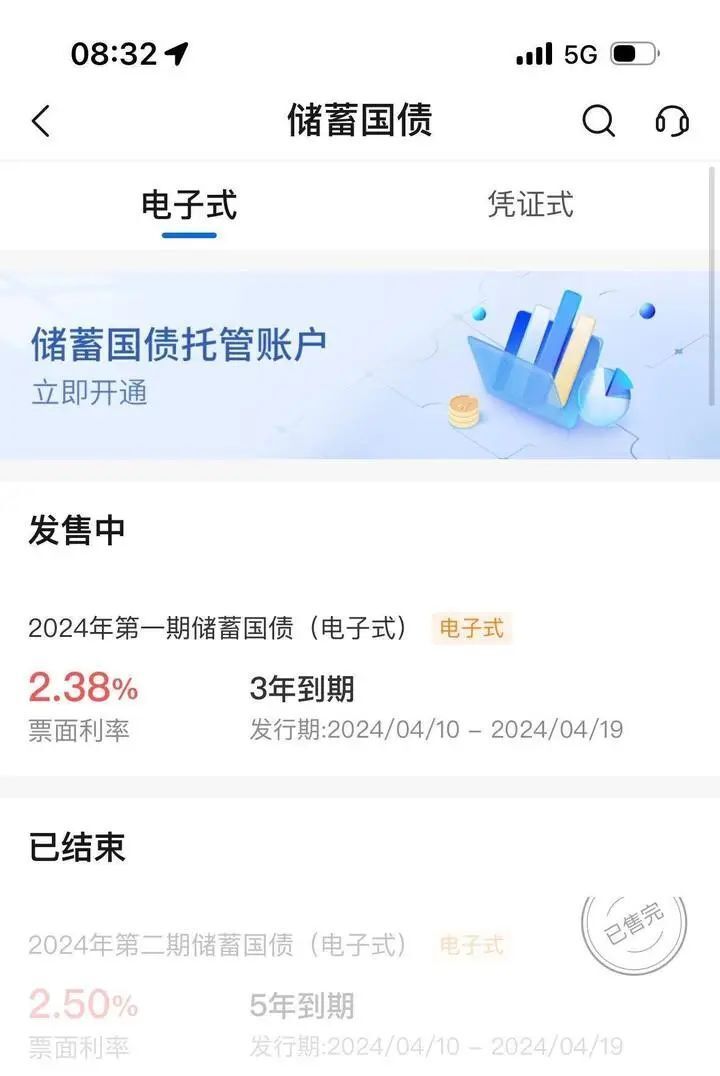 08:32 5G
储蓄国债
电子式 凭证式
储蓄国债托管账户
立即开通
发售中
2024年第一期储蓄国债（电子式） 电子式
2.38% 3年到期
票面利率 发行期:2024/04/10 – 2024/04/19
已结束
已售完
2024年第二期储蓄国债（电子式） 电子式
2.50% 5年到期
票面利率 发行期:2024/04/10 – 2024/04/19